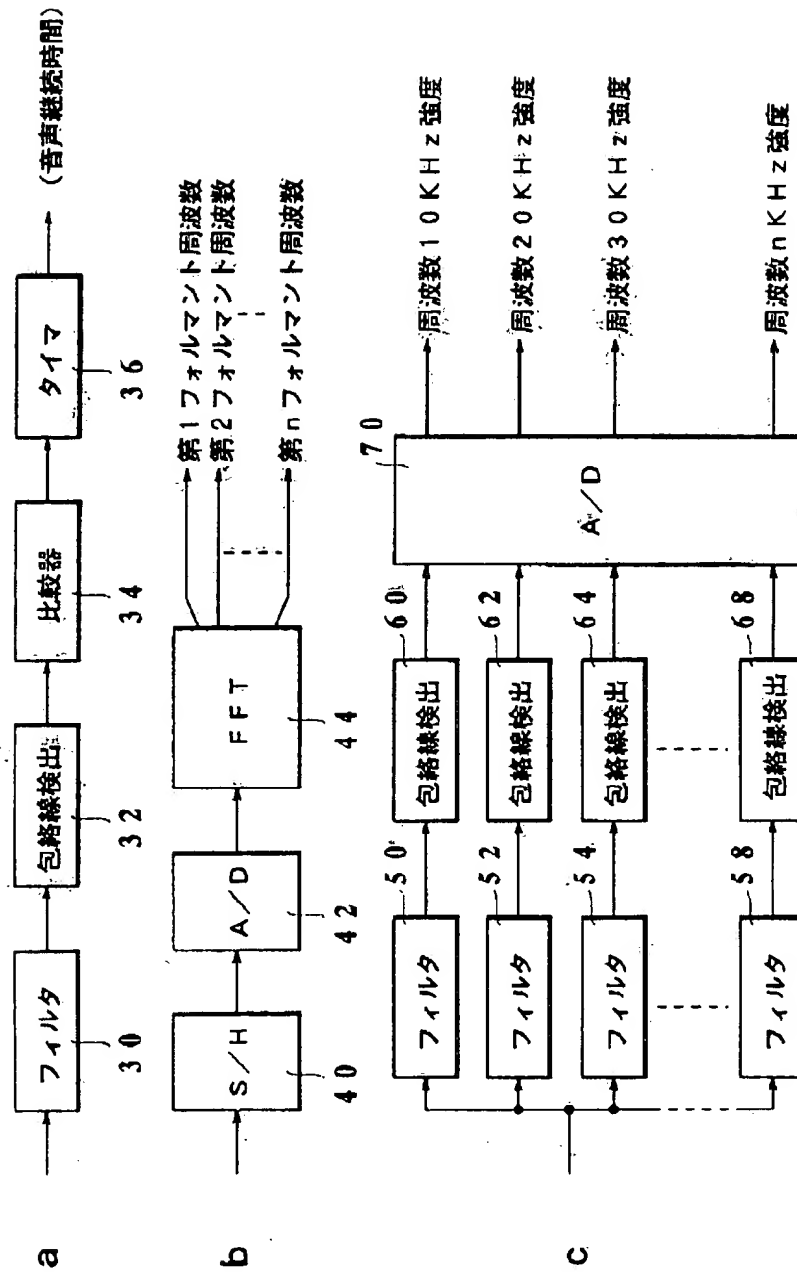 a
フィルタ
30
包絡線検出
32
比較器
34
タイマ
36
(音声継続時間)
b
S/H
40
A/D
42
FFT
44
第1フォルマント周波数
第2フォルマント周波数
第nフォルマント周波数
c
フィルタ
50
包絡線検出
60
フィルタ
52
包絡線検出
62
フィルタ
54
包絡線検出
64
フィルタ
58
包絡線検出
68
A/D
70
周波数10KHz強度
周波数20KHz強度
周波数30KHz強度
周波数nKHz強度